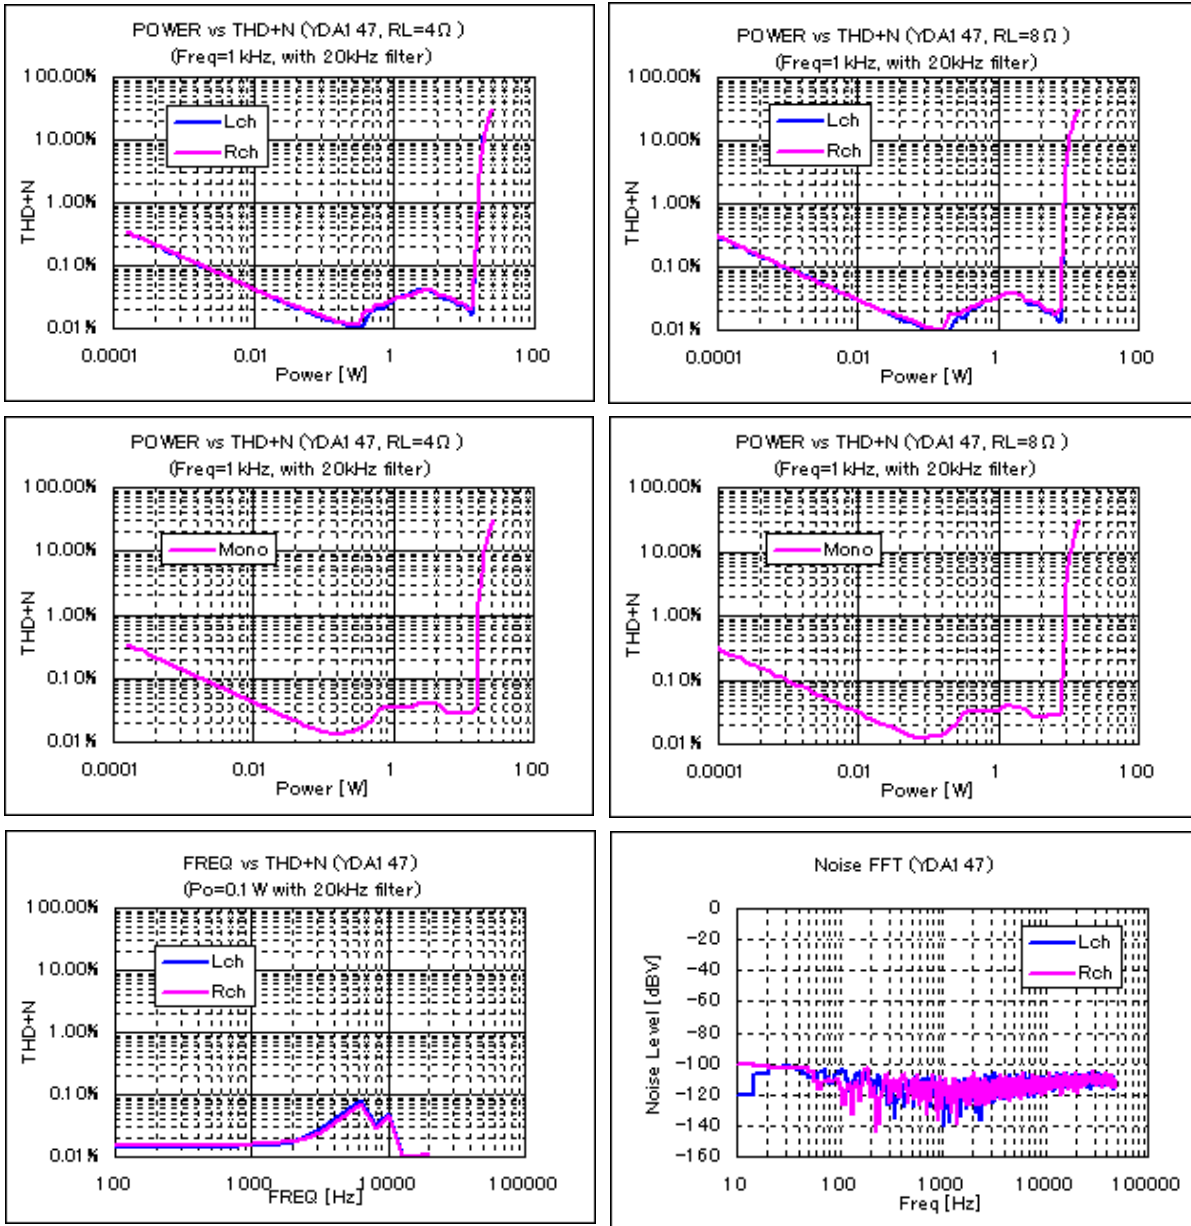 POWER vs THD+N (YDA147, RL=4Ω)
(Freq=1kHz, with 20kHz filter)
100.00%
10.00%
1.00%
0.10%
0.01%
THD+N
Lch
Rch
0.0001
0.01
1
100
Power [W]
POWER vs THD+N (YDA147, RL=8Ω)
(Freq=1kHz, with 20kHz filter)
100.00%
10.00%
1.00%
0.10%
0.01%
THD+N
Lch
Rch
0.0001
0.01
1
100
Power [W]
POWER vs THD+N (YDA147, RL=4Ω)
(Freq=1kHz, with 20kHz filter)
100.00%
10.00%
1.00%
0.10%
0.01%
THD+N
Mono
0.0001
0.01
1
100
Power [W]
POWER vs THD+N (YDA147, RL=8Ω)
(Freq=1kHz, with 20kHz filter)
100.00%
10.00%
1.00%
0.10%
0.01%
THD+N
Mono
0.0001
0.01
1
100
Power [W]
FREQ vs THD+N (YDA147)
(Po=0.1W with 20kHz filter)
100.00%
10.00%
1.00%
0.10%
0.01%
THD+N
Lch
Rch
100
1000
10000
100000
FREQ [Hz]
Noise FFT (YDA147)
0
-20
-40
-60
-80
-100
-120
-140
-160
Noise Level [dBV]
Lch
Rch
10
100
1000
10000
100000
Freq [Hz]